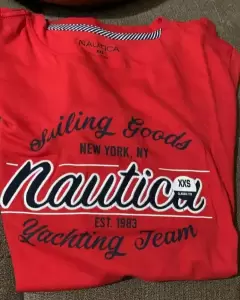 NAUTICA
Sailing Goods
NEW YORK, NY
Nautica
XXS
EST. 1983
Yachting Team